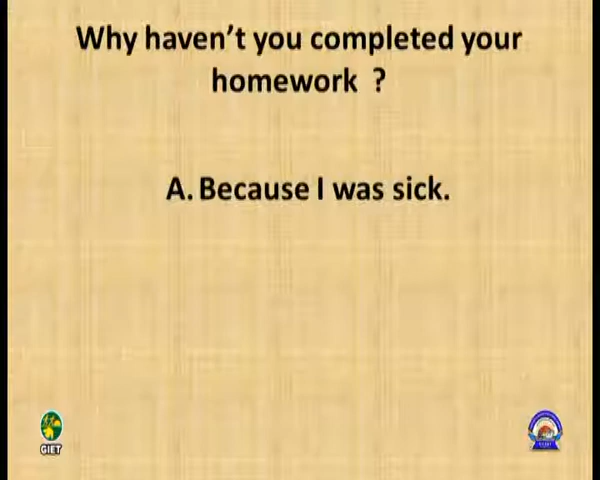 Why haven't you completed your
homework ?
A. Because I was sick.
GIET